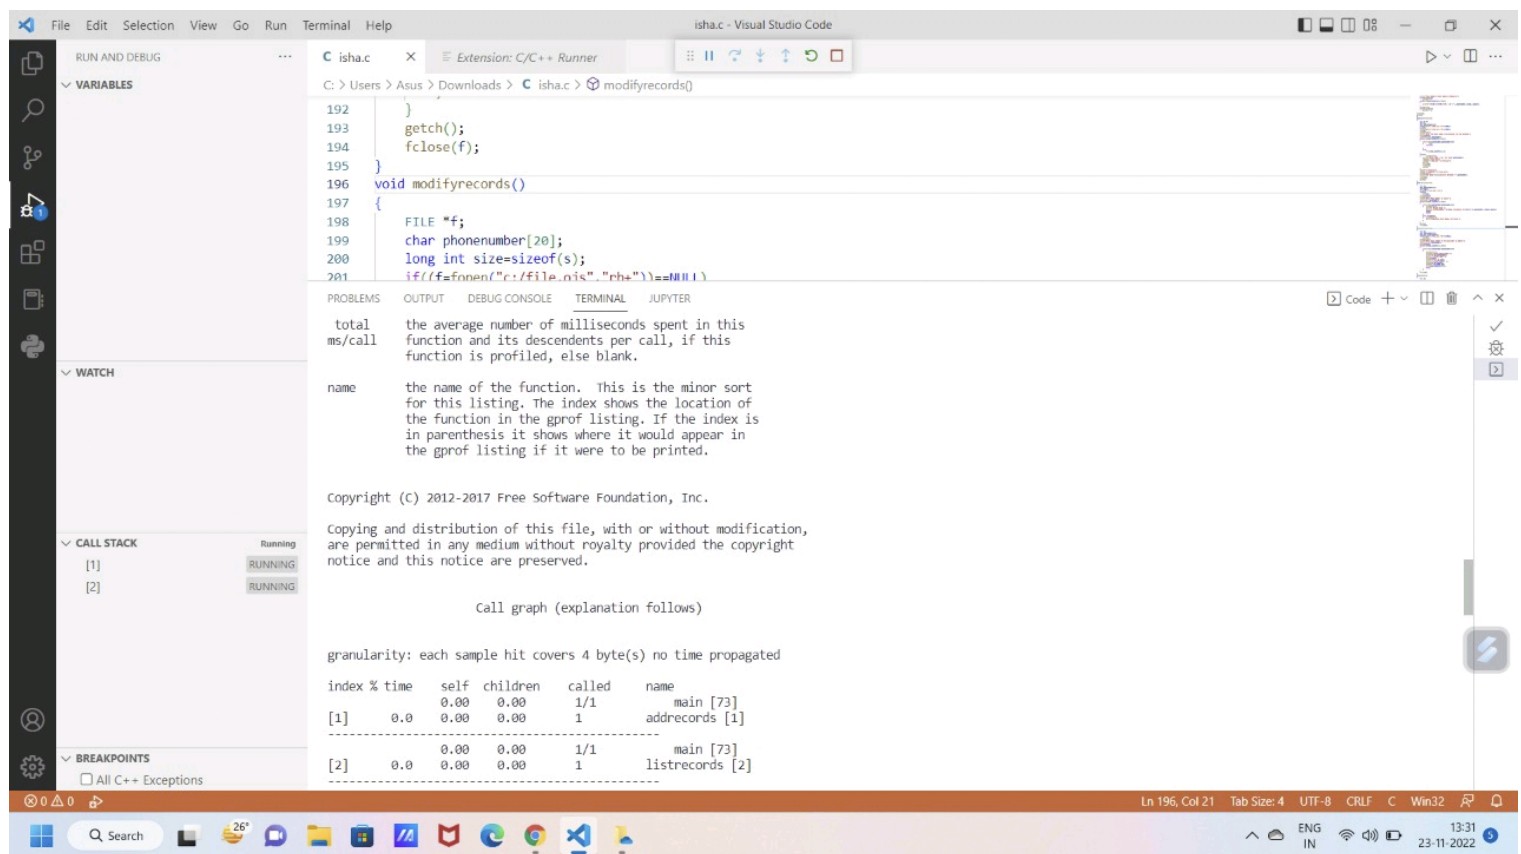 File Edit Selection View Go Run Terminal Help
isha.c - Visual Studio Code
RUN AND DEBUG ···
C isha.c × Extension: C/C++ Runner
C: > Users > Asus > Downloads > C isha.c > modifyrecords()
VARIABLES
192 }
193 getch();
194 fclose(f);
195 }
196 void modifyrecords()
197 {
198 FILE *f;
199 char phonenumber[20];
200 long int size=sizeof(s);
201 if((f=fopen("c:/file.ojs","rb+"))==NULL)
PROBLEMS OUTPUT DEBUG CONSOLE TERMINAL JUPYTER
Code
total the average number of milliseconds spent in this
ms/call function and its descendents per call, if this
function is profiled, else blank.
name the name of the function. This is the minor sort
for this listing. The index shows the location of
the function in the gprof listing. If the index is
in parenthesis it shows where it would appear in
the gprof listing if it were to be printed.
Copyright (C) 2012-2017 Free Software Foundation, Inc.
Copying and distribution of this file, with or without modification,
are permitted in any medium without royalty provided the copyright
notice and this notice are preserved.
Call graph (explanation follows)
granularity: each sample hit covers 4 byte(s) no time propagated
index % time self children called name
0.00 0.00 1/1 main [73]
[1] 0.0 0.00 0.00 1 addrecords [1]
-----------------------------------------------
0.00 0.00 1/1 main [73]
[2] 0.0 0.00 0.00 1 listrecords [2]
-----------------------------------------------
WATCH
CALL STACK Running
[1] RUNNING
[2] RUNNING
BREAKPOINTS
All C++ Exceptions
1
0 0
Ln 196, Col 21 Tab Size: 4 UTF-8 CRLF C Win32
Search
26°
ENG
IN
13:31
23-11-2022
5